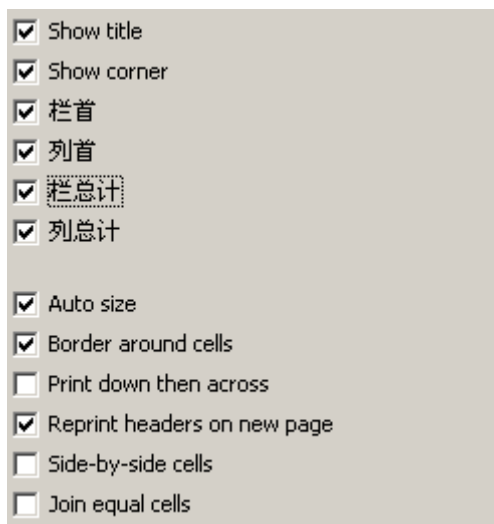 Show title
Show corner
栏首
列首
栏总计
列总计
Auto size
Border around cells
Print down then across
Reprint headers on new page
Side-by-side cells
Join equal cells